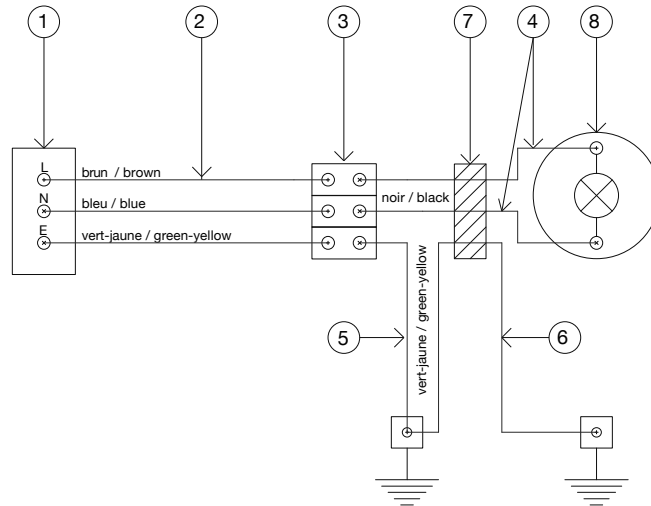 1
2
3
7
4
8
L
brun / brown
N
bleu / blue
noir / black
E
vert-jaune / green-yellow
vert-jaune / green-yellow
5
6